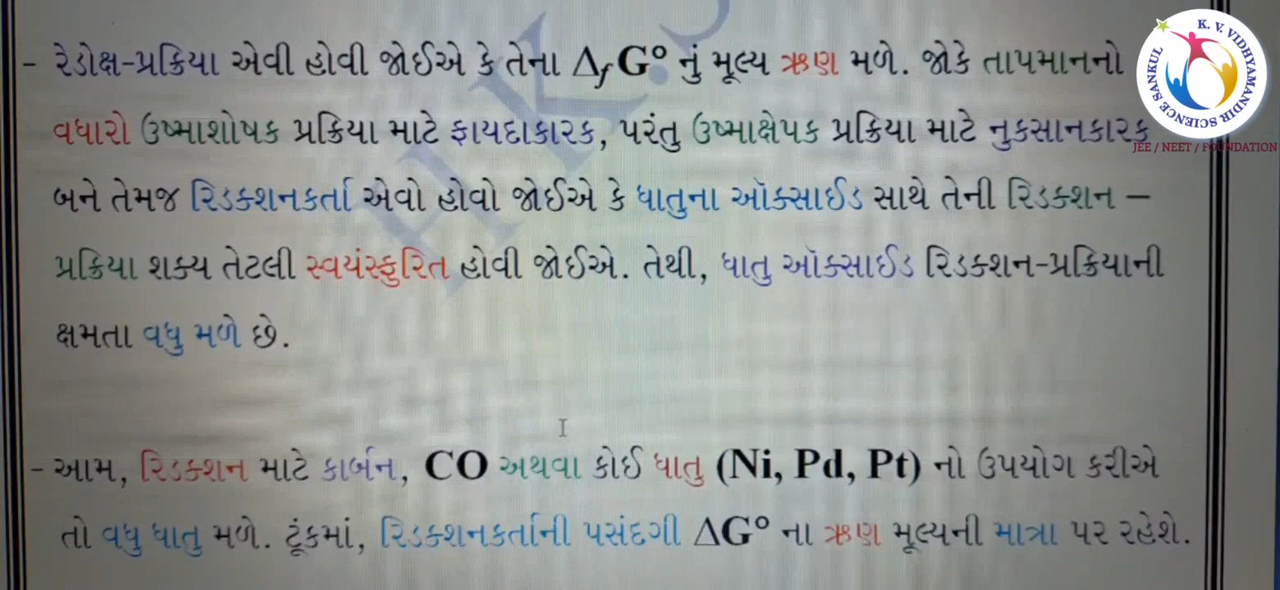 K. V. VIDHYAMANDIR SCIENCE SANKUL
JEE / NEET / FOUNDATION
- રેડોક્ષ-પ્રક્રિયા એવી હોવી જોઈએ કે તેના ΔfG° નું મૂલ્ય ઋણ મળે. જોકે તાપમાનનો
વધારો ઉષ્માશોષક પ્રક્રિયા માટે ફાયદાકારક, પરંતુ ઉષ્માક્ષેપક પ્રક્રિયા માટે નુકસાનકારક
બને તેમજ રિડક્શનકર્તા એવો હોવો જોઈએ કે ધાતુના ઑક્સાઈડ સાથે તેની રિડક્શન –
પ્રક્રિયા શક્ય તેટલી સ્વયંસ્ફુરિત હોવી જોઈએ. તેથી, ધાતુ ઑક્સાઈડ રિડક્શન-પ્રક્રિયાની
ક્ષમતા વધુ મળે છે.
- આમ, રિડક્શન માટે કાર્બન, CO અથવા કોઈ ધાતુ (Ni, Pd, Pt) નો ઉપયોગ કરીએ
તો વધુ ધાતુ મળે. ટૂંકમાં, રિડક્શનકર્તાની પસંદગી ΔG° ના ઋણ મૂલ્યની માત્રા પર રહેશે.